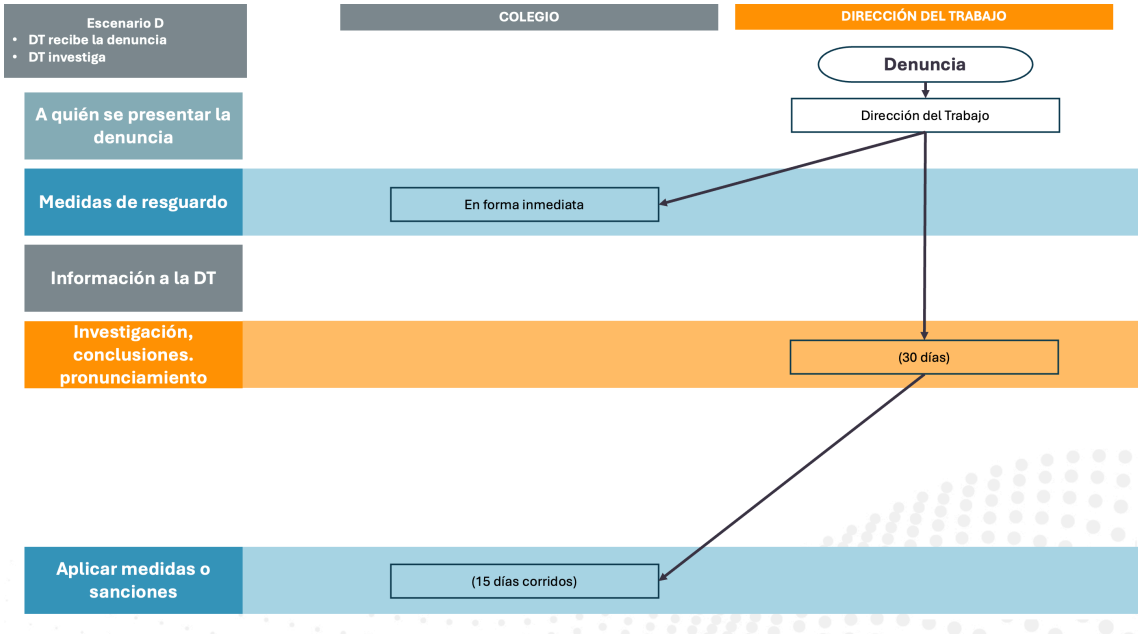 Escenario D
• DT recibe la denuncia
• DT investiga
COLEGIO
DIRECCIÓN DEL TRABAJO
Denuncia
A quién se presentar la
denuncia
Dirección del Trabajo
Medidas de resguardo
En forma inmediata
Información a la DT
Investigación,
conclusiones.
pronunciamiento
(30 días)
Aplicar medidas o
sanciones
(15 días corridos)